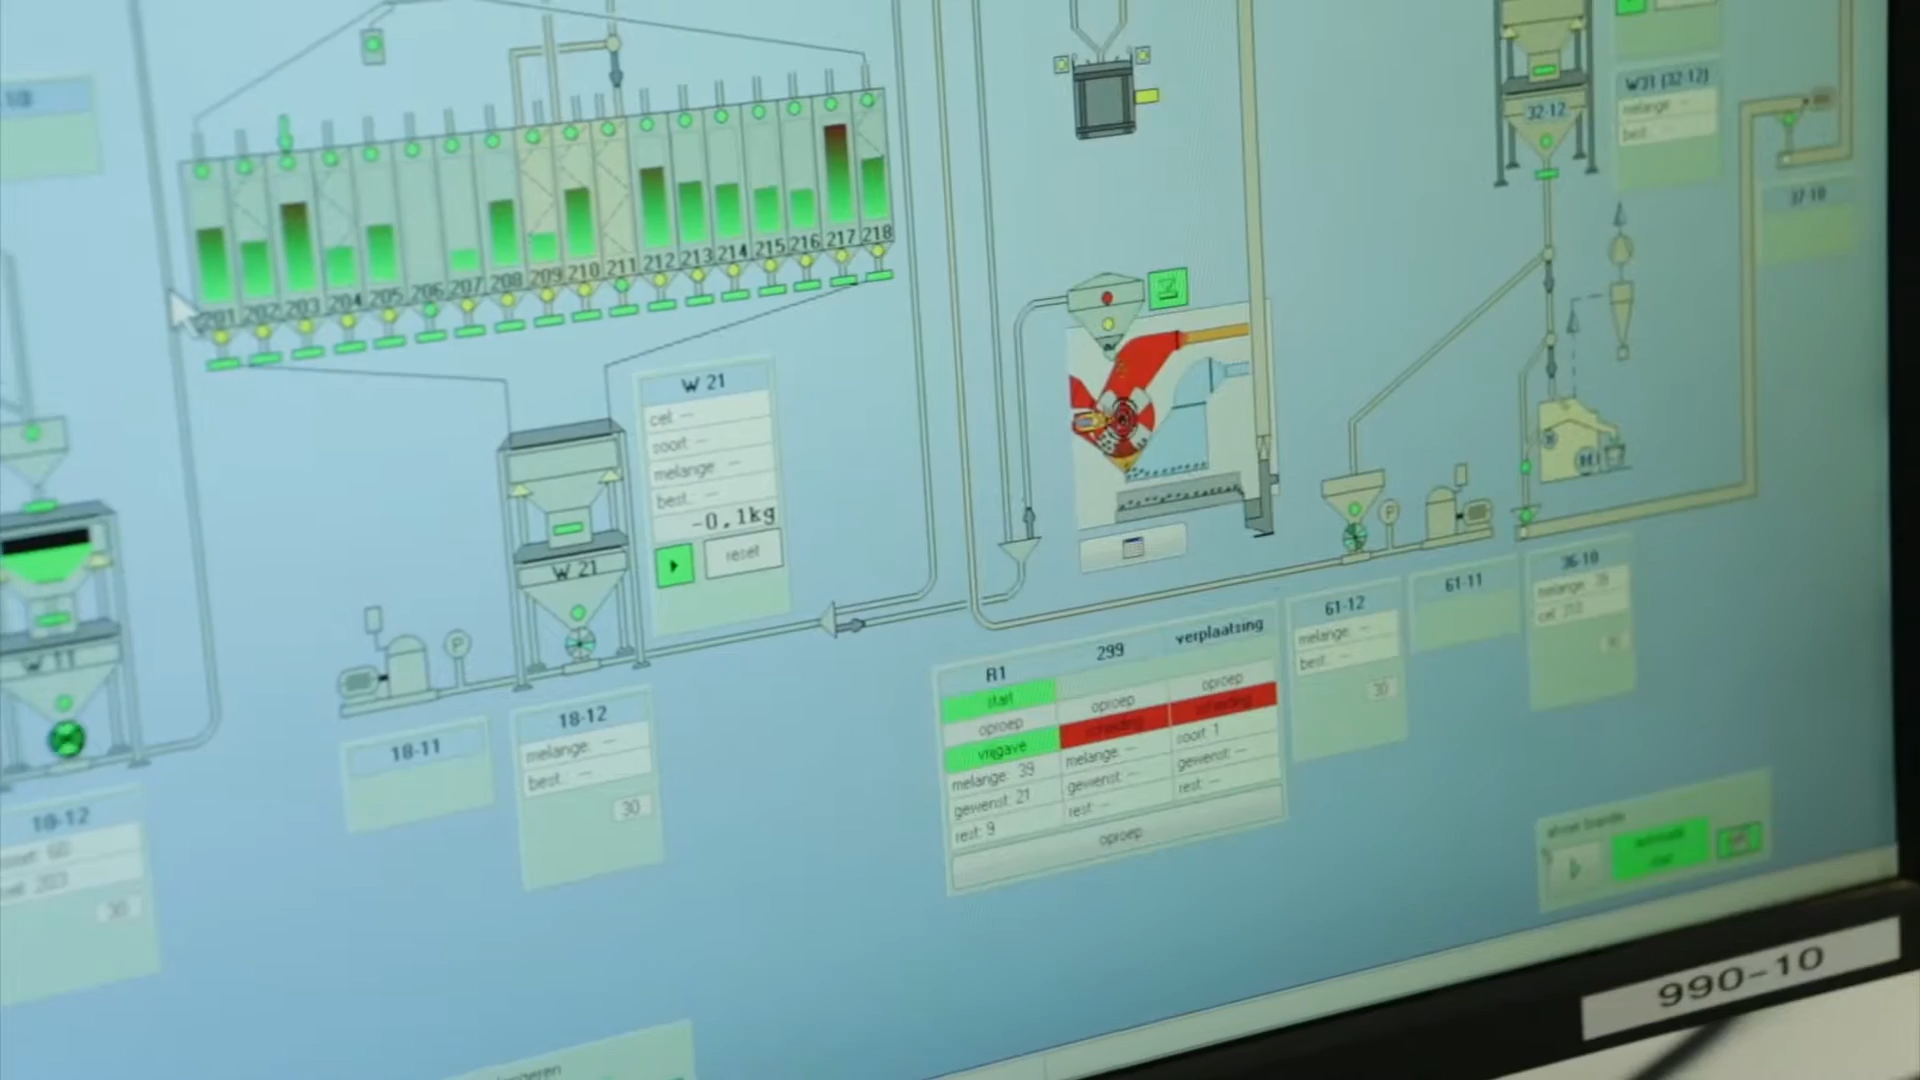 W31 (32-12)
melange: --
best: --
32-12
37-10
201 202 203 204 205 206 207 208 209 210 211 212 213 214 215 216 217 218
W 21
cel: --
soort: --
melange: --
best.: --
-0.1kg
reset
W 21
W 11
P
P
M
18-11
18-12
melange: --
best.: --
30
18-12
cel: 203
30
R1
299
verplaatsing
start
oproep
vrijgave
melange: 39
gewenst: 21
rest: 9
oproep
melange: --
gewenst: --
rest: --
oproep
soort: 1
gewenst: --
rest: --
oproep
61-12
melange: --
best.: --
30
61-11
36-10
990-10